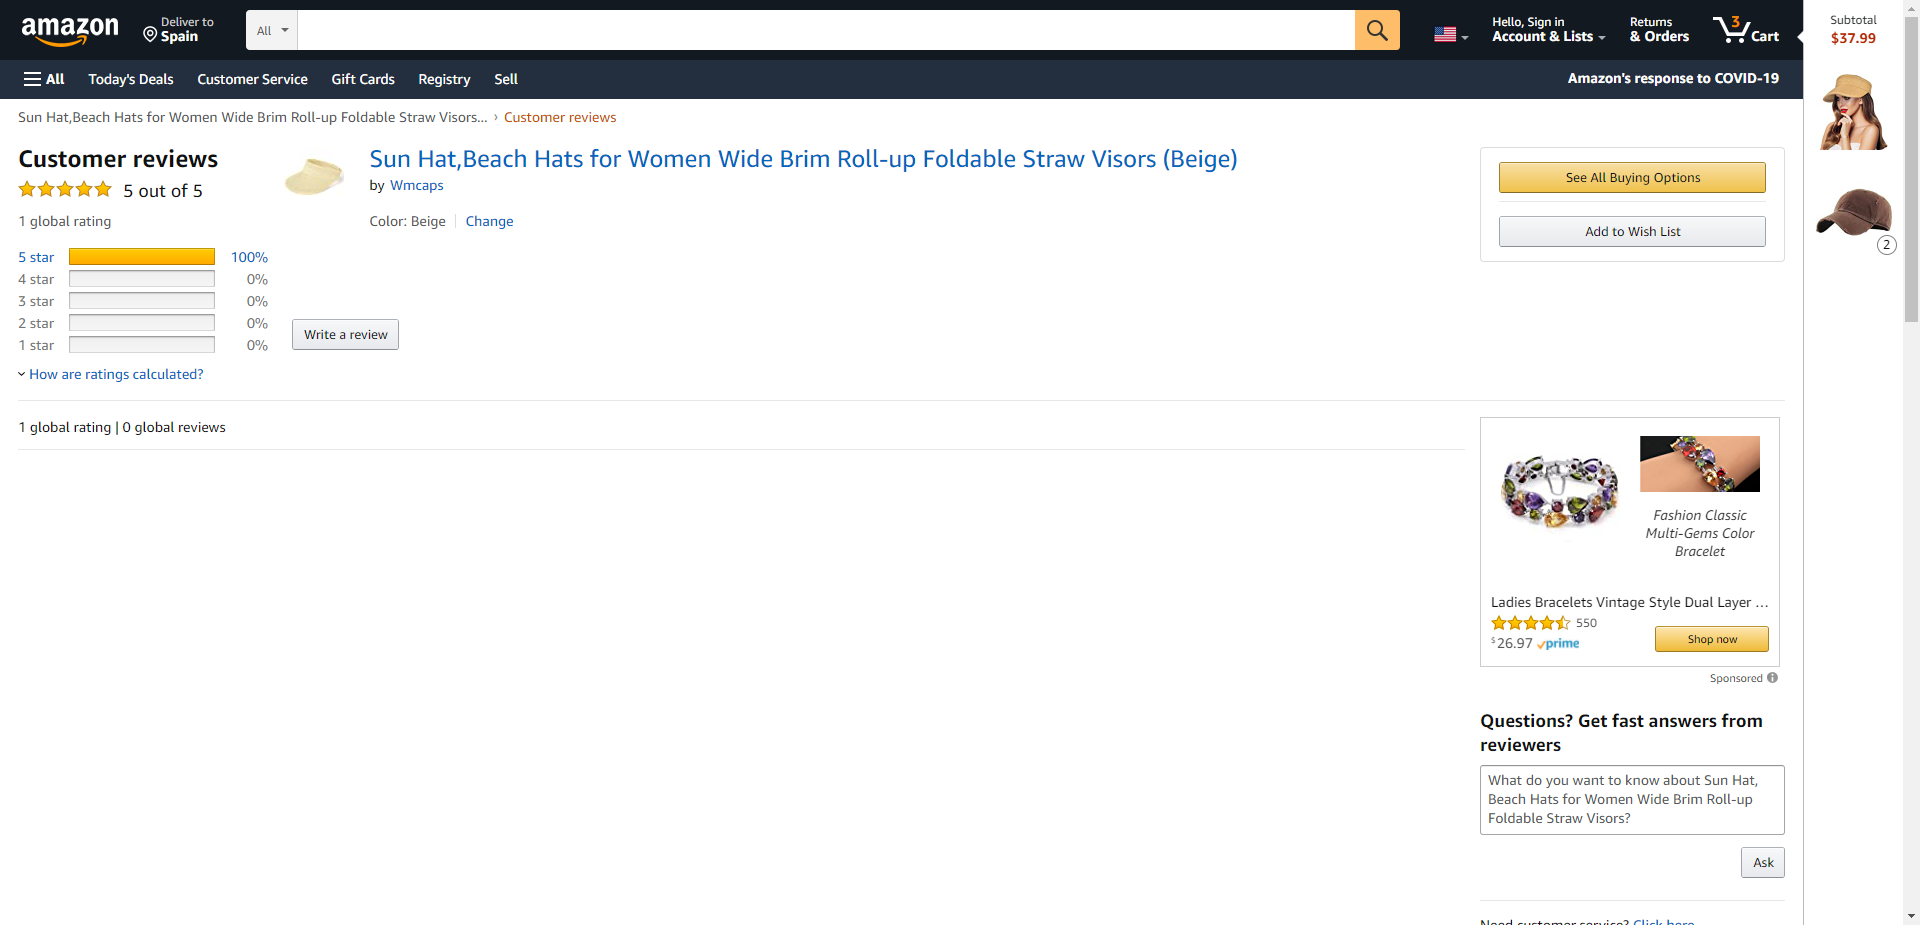 amazon
Deliver to
Spain
All
Hello, Sign in
Account & Lists
Returns
& Orders
3
Cart
Subtotal
$37.99
All
Today's Deals
Customer Service
Gift Cards
Registry
Sell
Amazon's response to COVID-19
Sun Hat,Beach Hats for Women Wide Brim Roll-up Foldable Straw Visors... › Customer reviews
Customer reviews
5 out of 5
1 global rating
5 star 100%
4 star 0%
3 star 0%
2 star 0%
1 star 0%
How are ratings calculated?
Sun Hat,Beach Hats for Women Wide Brim Roll-up Foldable Straw Visors (Beige)
by Wmcaps
Color: Beige
Change
Write a review
See All Buying Options
Add to Wish List
2
1 global rating | 0 global reviews
Fashion Classic
Multi-Gems Color
Bracelet
Ladies Bracelets Vintage Style Dual Layer ...
550
$26.97 prime
Shop now
Sponsored
Questions? Get fast answers from
reviewers
What do you want to know about Sun Hat,
Beach Hats for Women Wide Brim Roll-up
Foldable Straw Visors?
Ask
Need customer service? Click here